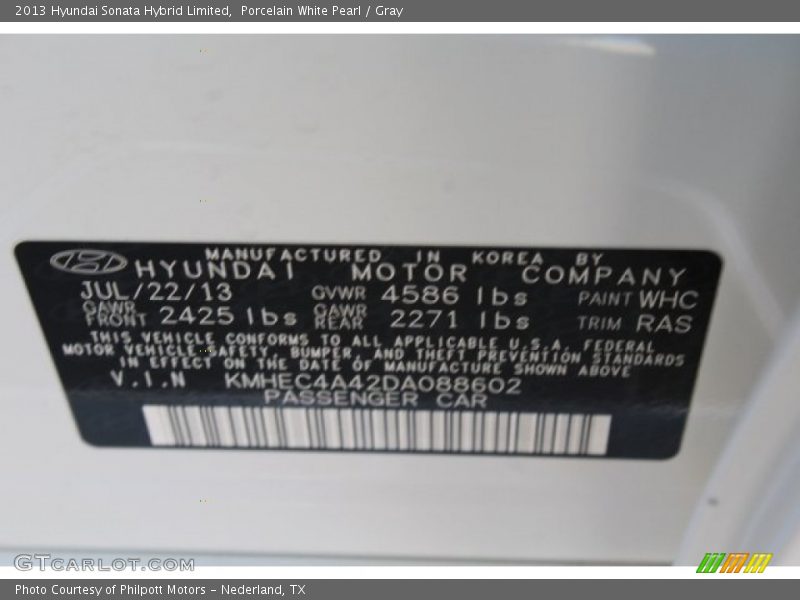 2013 Hyundai Sonata Hybrid Limited,  Porcelain White Pearl / Gray
MANUFACTURED IN KOREA BY
HYUNDAI MOTOR COMPANY
JUL/22/13 GVWR 4586 lbs PAINT WHC
GAWR FRONT 2425 lbs GAWR REAR 2271 lbs TRIM RAS
THIS VEHICLE CONFORMS TO ALL APPLICABLE U.S.A. FEDERAL
MOTOR VEHICLE SAFETY, BUMPER, AND THEFT PREVENTION STANDARDS
IN EFFECT ON THE DATE OF MANUFACTURE SHOWN ABOVE
V.I.N KMHEC4A42DA088602
PASSENGER CAR
GTCARLOT.COM
Photo Courtesy of Philpott Motors - Nederland, TX